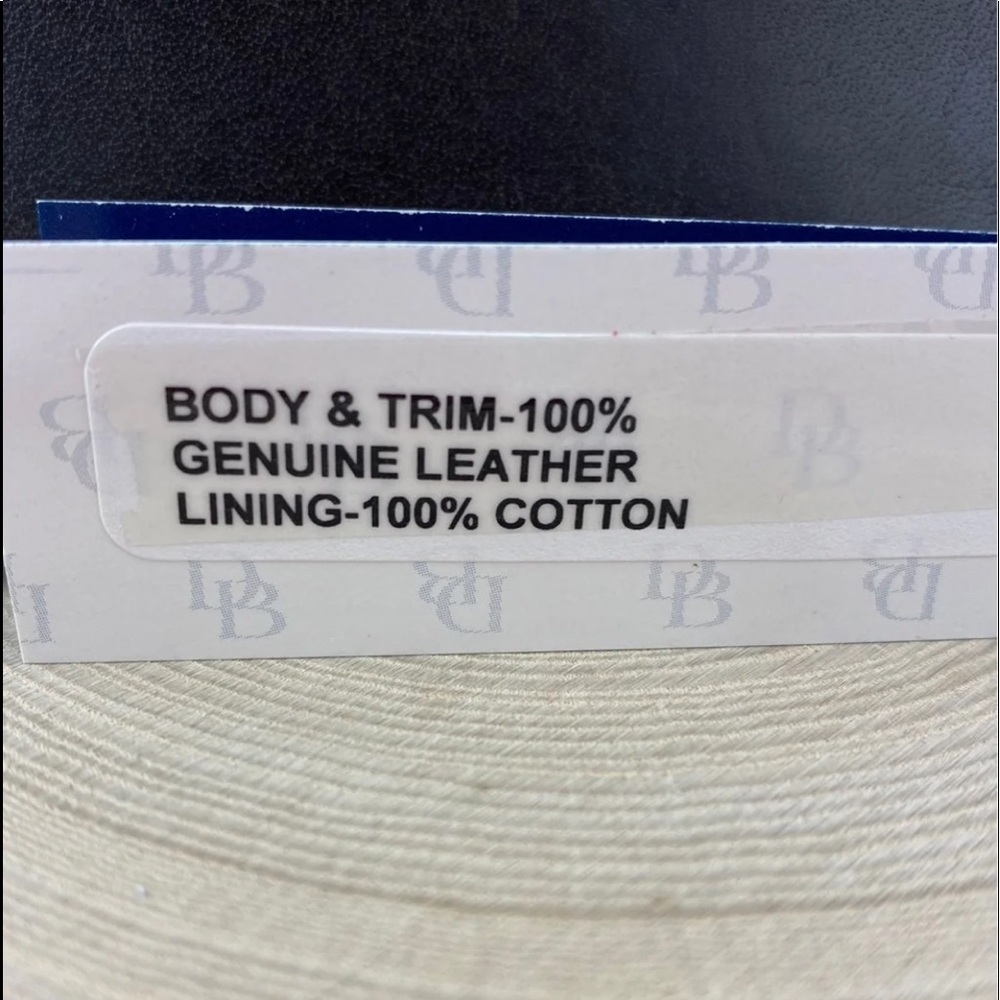 BODY & TRIM-100%
GENUINE LEATHER
LINING-100% COTTON